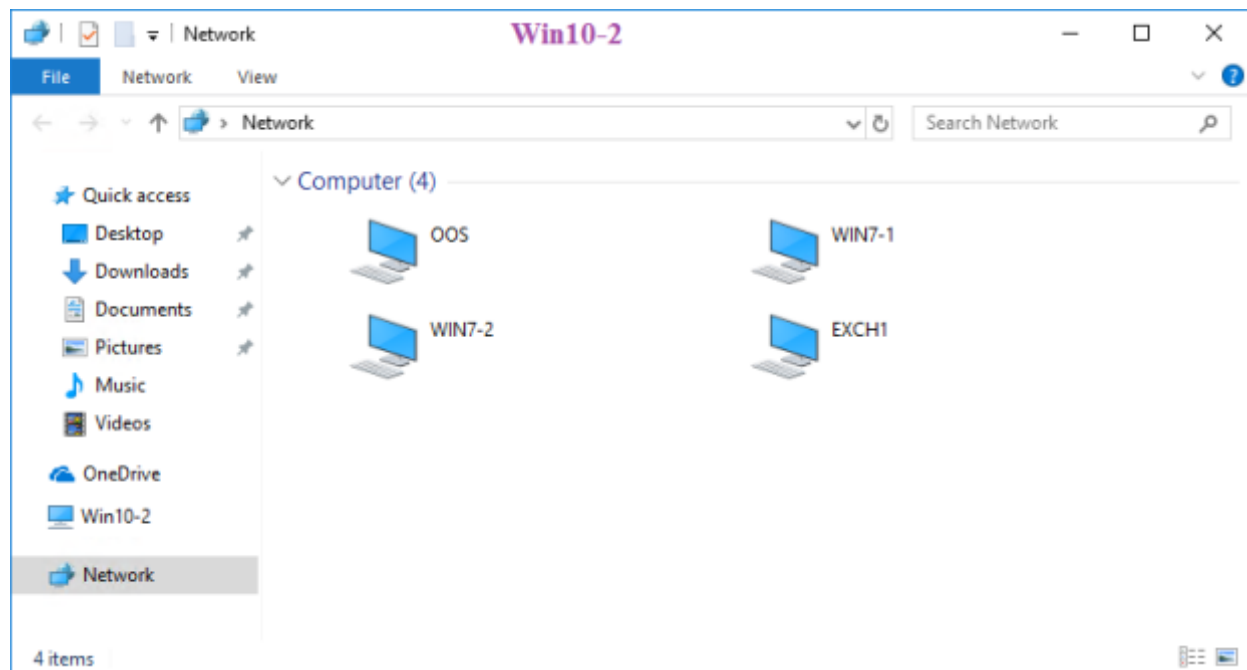 Network
Win10-2
File Network View
Network
Search Network
Quick access
Desktop
Downloads
Documents
Pictures
Music
Videos
OneDrive
Win10-2
Network
Computer (4)
OOS
WIN7-1
WIN7-2
EXCH1
4 items